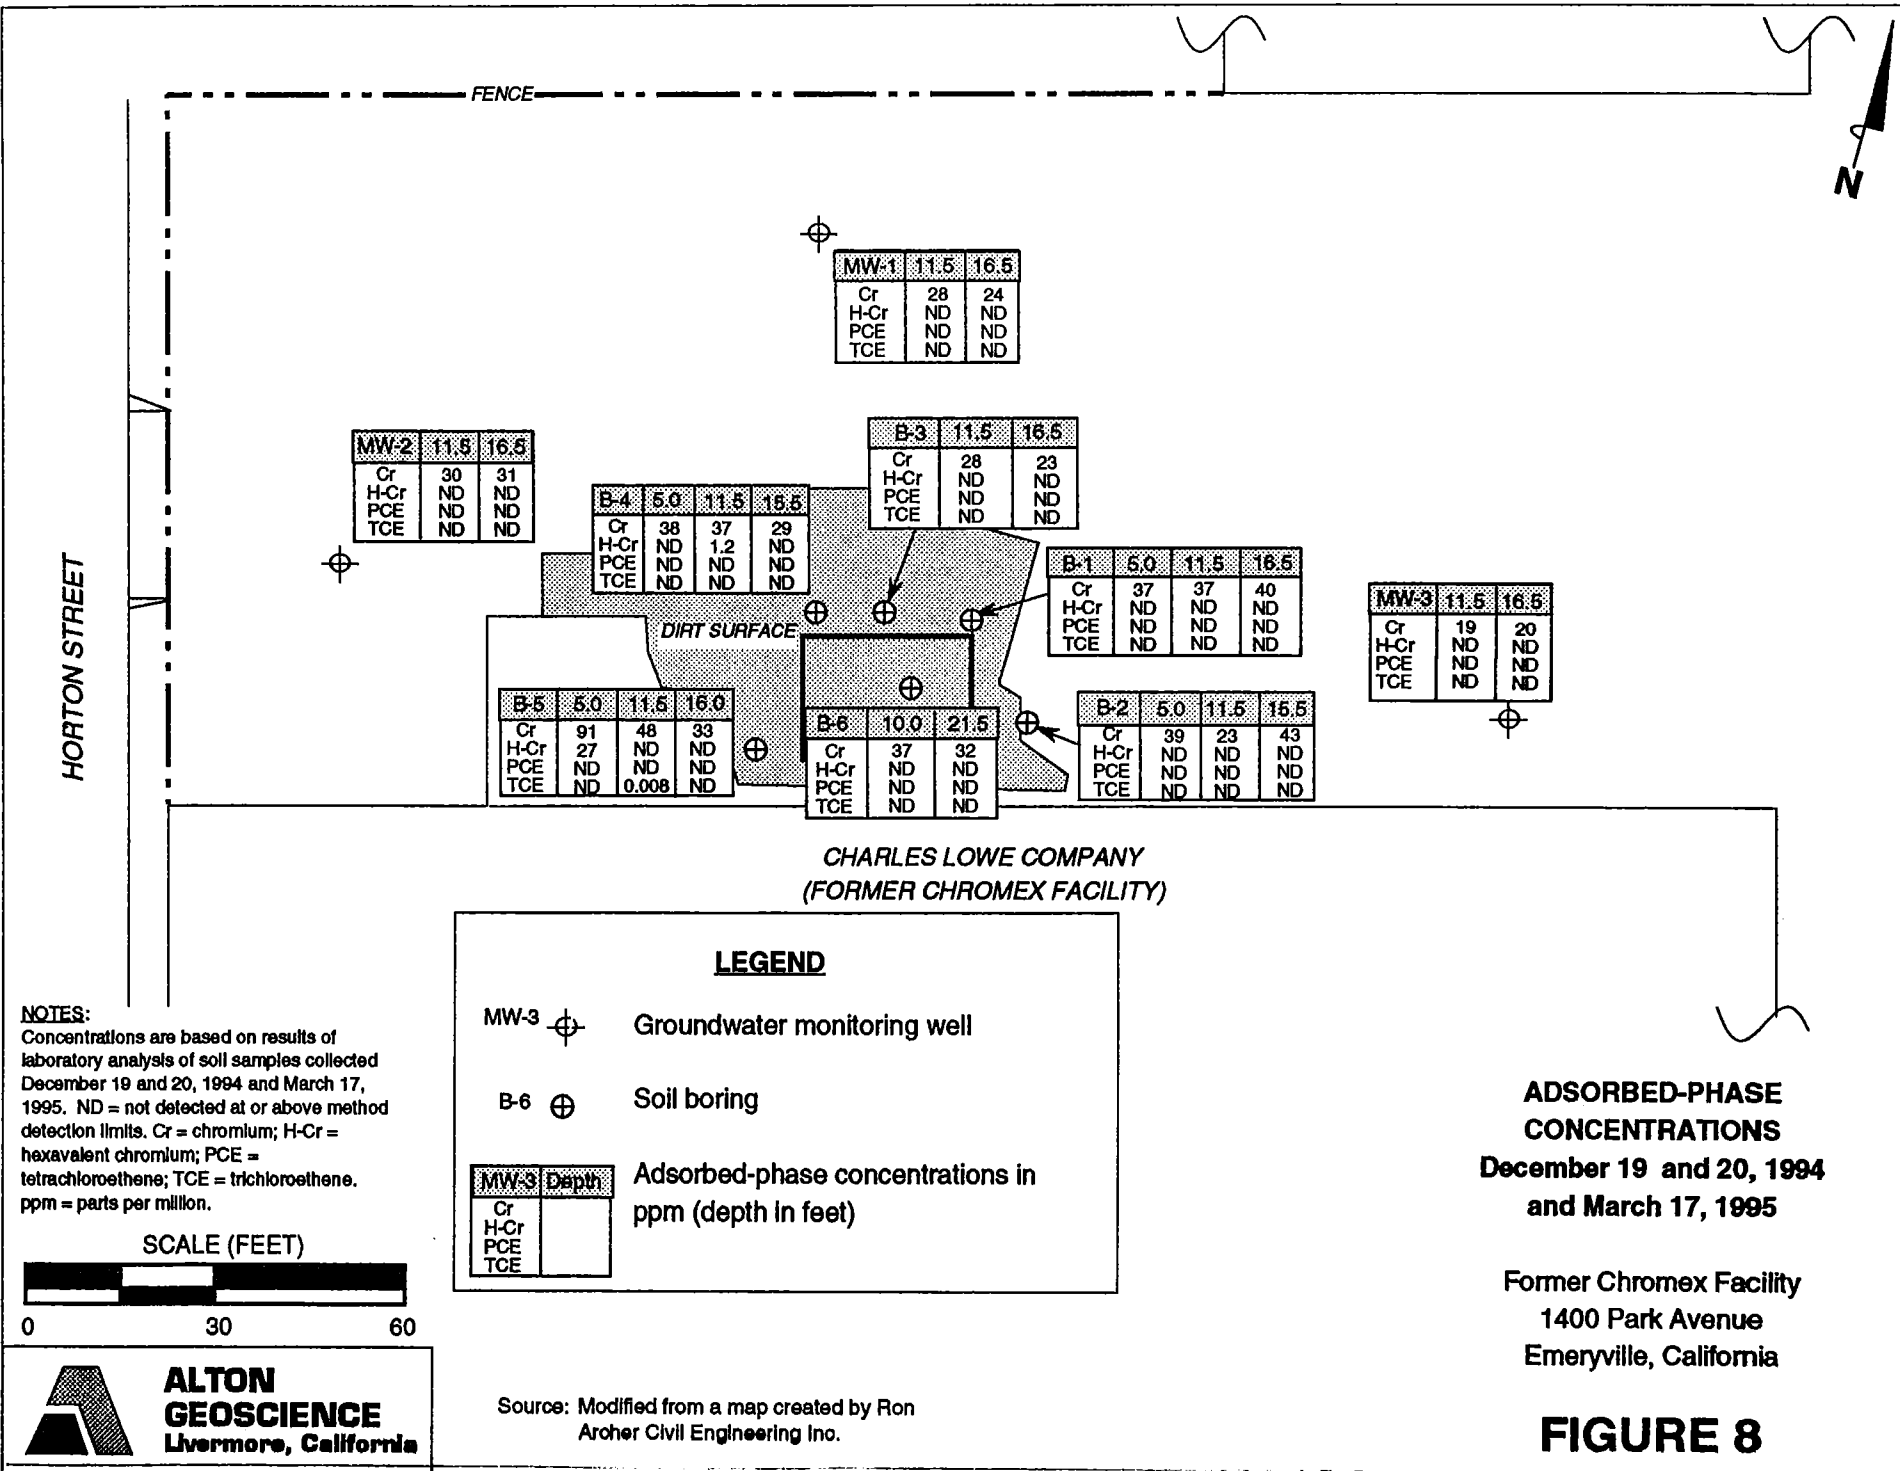 FENCE
N
MW-1 11.5 16.5
Cr 28 24
H-Cr ND ND
PCE ND ND
TCE ND ND
MW-2 11.5 16.5
Cr 30 31
H-Cr ND ND
PCE ND ND
TCE ND ND
B-3 11.5 16.5
Cr 28 23
H-Cr ND ND
PCE ND ND
TCE ND ND
B-4 5.0 11.5 15.5
Cr 38 37 29
H-Cr ND 1.2 ND
PCE ND ND ND
TCE ND ND ND
B-1 5.0 11.5 16.5
Cr 37 37 40
H-Cr ND ND ND
PCE ND ND ND
TCE ND ND ND
MW-3 11.5 16.5
Cr 19 20
H-Cr ND ND
PCE ND ND
TCE ND ND
HORTON STREET
DIRT SURFACE
B-5 5.0 11.5 16.0
Cr 91 48 33
H-Cr 27 ND ND
PCE ND ND ND
TCE ND 0.008 ND
B-6 10.0 21.5
Cr 37 32
H-Cr ND ND
PCE ND ND
TCE ND ND
B-2 5.0 11.5 15.5
Cr 39 23 43
H-Cr ND ND ND
PCE ND ND ND
TCE ND ND ND
CHARLES LOWE COMPANY
(FORMER CHROMEX FACILITY)
LEGEND
MW-3 Groundwater monitoring well
B-6 Soil boring
MW-3 Depth
Cr
H-Cr
PCE
TCE
Adsorbed-phase concentrations in
ppm (depth in feet)
NOTES:
Concentrations are based on results of
laboratory analysis of soil samples collected
December 19 and 20, 1994 and March 17,
1995. ND = not detected at or above method
detection limits. Cr = chromium; H-Cr =
hexavalent chromium; PCE =
tetrachloroethene; TCE = trichloroethene.
ppm = parts per million.
SCALE (FEET)
0 30 60
ALTON
GEOSCIENCE
Livermore, California
Source: Modified from a map created by Ron
Archer Civil Engineering Inc.
ADSORBED-PHASE
CONCENTRATIONS
December 19 and 20, 1994
and March 17, 1995
Former Chromex Facility
1400 Park Avenue
Emeryville, California
FIGURE 8